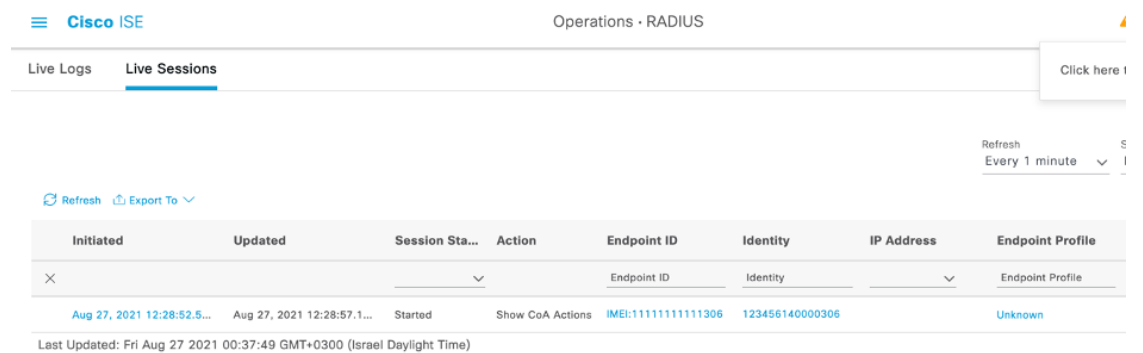 Cisco ISE
Operations · RADIUS
Live Logs
Live Sessions
Click here
Refresh
Every 1 minute
Refresh
Export To
Initiated Updated Session Sta... Action Endpoint ID Identity IP Address Endpoint Profile
Endpoint ID Identity Endpoint Profile
Aug 27, 2021 12:28:52.5... Aug 27, 2021 12:28:57.1... Started Show CoA Actions IMEI:11111111111306 123456140000306 Unknown
Last Updated: Fri Aug 27 2021 00:37:49 GMT+0300 (Israel Daylight Time)